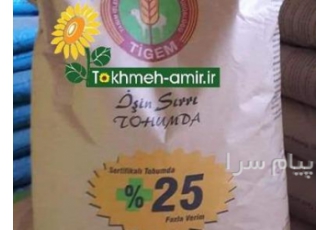 TİGEM
Tokhmeh-amir.ir
İşin Sırrı
TOHUMDA
پیام سرا
Sertifikalı Tohumda
%25
Fazla Verim